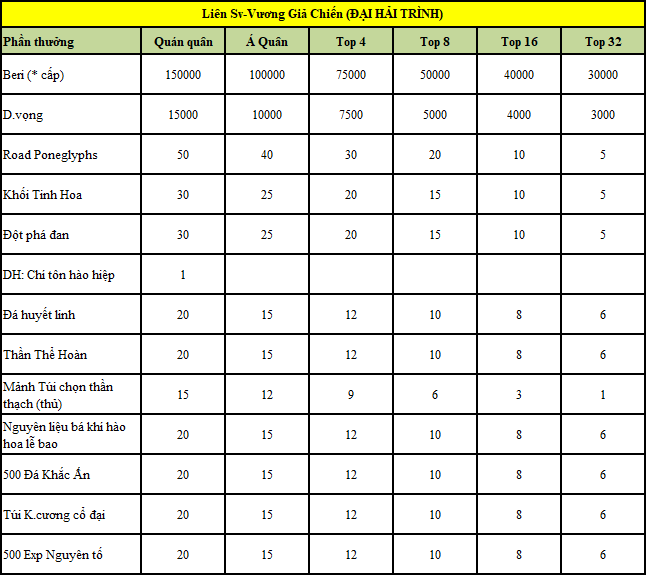 Liên Sv-Vương Giả Chiến (ĐẠI HẢI TRÌNH)
Phần thưởng Quán quân Á Quân Top 4 Top 8 Top 16 Top 32
Beri (* cấp) 150000 100000 75000 50000 40000 30000
D.vọng 15000 10000 7500 5000 4000 3000
Road Poneglyphs 50 40 30 20 10 5
Khối Tinh Hoa 30 25 20 15 10 5
Đột phá đan 30 25 20 15 10 5
DH: Chí tôn hào hiệp 1
Đá huyết linh 20 15 12 10 8 6
Thần Thể Hoàn 20 15 12 10 8 6
Mảnh Túi chọn thần
thạch (thủ) 15 12 9 6 3 1
Nguyên liệu bá khí hào
hoa lễ bao 20 15 12 10 8 6
500 Đá Khắc Ấn 20 15 12 10 8 6
Túi K.cương cổ đại 20 15 12 10 8 6
500 Exp Nguyên tố 20 15 12 10 8 6